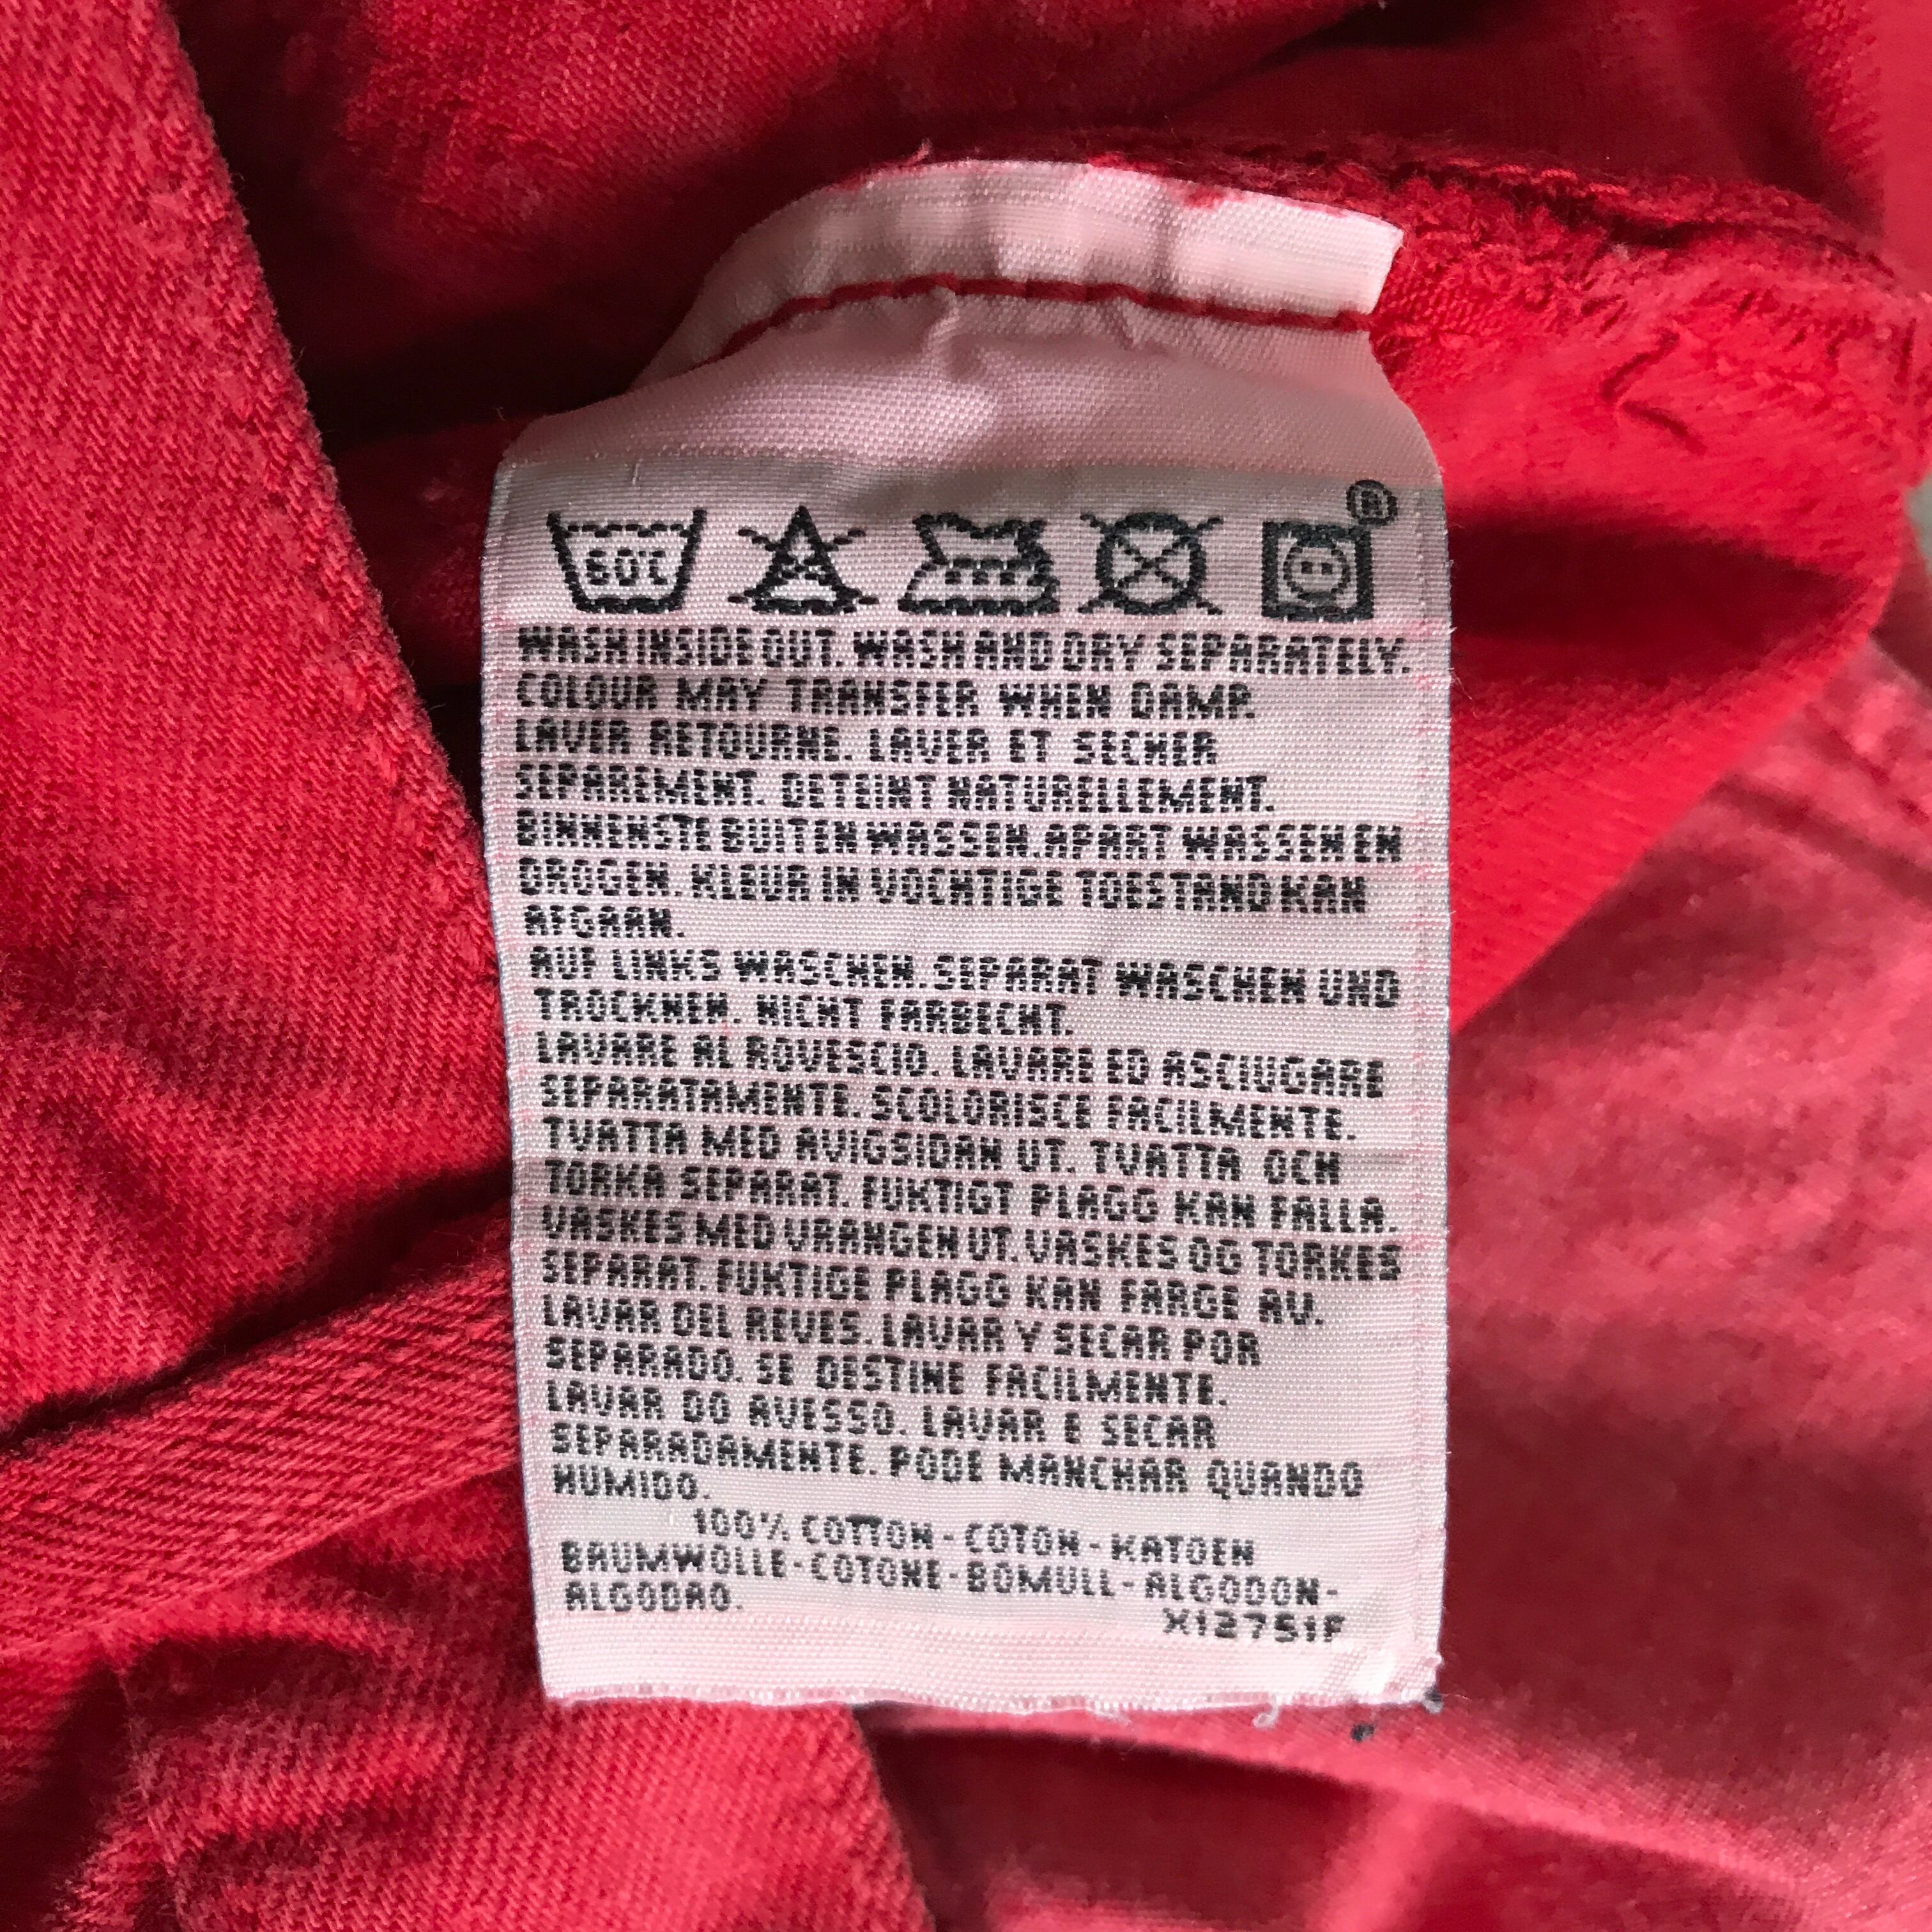 ®
60°C
WASH INSIDE OUT. WASH AND DRY SEPARATELY.
COLOUR MAY TRANSFER WHEN DAMP.
LAVER RETOURNE. LAVER ET SECHER
SEPAREMENT. DETEINT NATURELLEMENT.
BINNENSTE BUITEN WASSEN. APART WASSEN EN
DROGEN. KLEUR IN VOCHTIGE TOESTAND KAN
AFGAAN.
AUF LINKS WASCHEN. SEPARAT WASCHEN UND
TROCKNEN. NICHT FARBECHT.
LAVARE AL ROVESCIO. LAVARE ED ASCIUGARE
SEPARATAMENTE. SCOLORISCE FACILMENTE.
TVATTA MED AVIGSIDAN UT. TVATTA OCH
TORKA SEPARAT. FUKTIGT PLAGG KAN FALLA.
VASKES MED VRANGEN UT. VASKES OG TORKES
SEPARAT. FUKTIGE PLAGG KAN FARGE AV.
LAVAR DEL REVES. LAVAR Y SECAR POR
SEPARADO. SE DESTINE FACILMENTE.
LAVAR DO AVESSO. LAVAR E SECAR
SEPARADAMENTE. PODE MANCHAR QUANDO
HUMIDO.
100% COTTON - COTON - KATOEN
BAUMWOLLE - COTONE - BOMULL - ALGODON -
ALGODAO.
X12751F